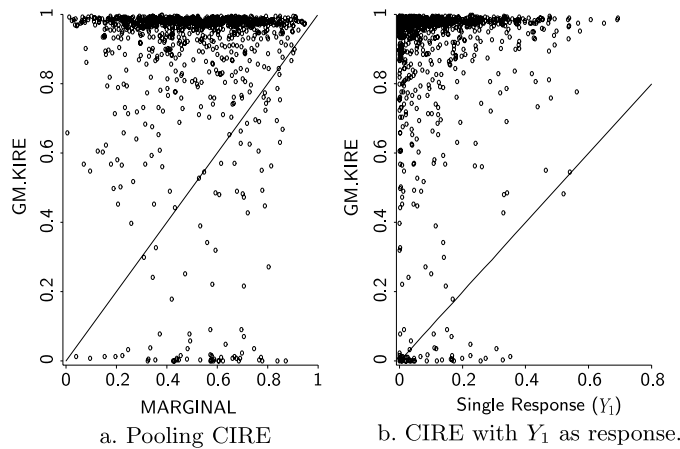 GM.KIRE
0 0.2 0.4 0.6 0.8 1
0 0.2 0.4 0.6 0.8 1
MARGINAL
a. Pooling CIRE
GM.KIRE
0 0.2 0.4 0.6 0.8 1
0 0.2 0.4 0.6 0.8
Single Response (Y₁)
b. CIRE with Y₁ as response.